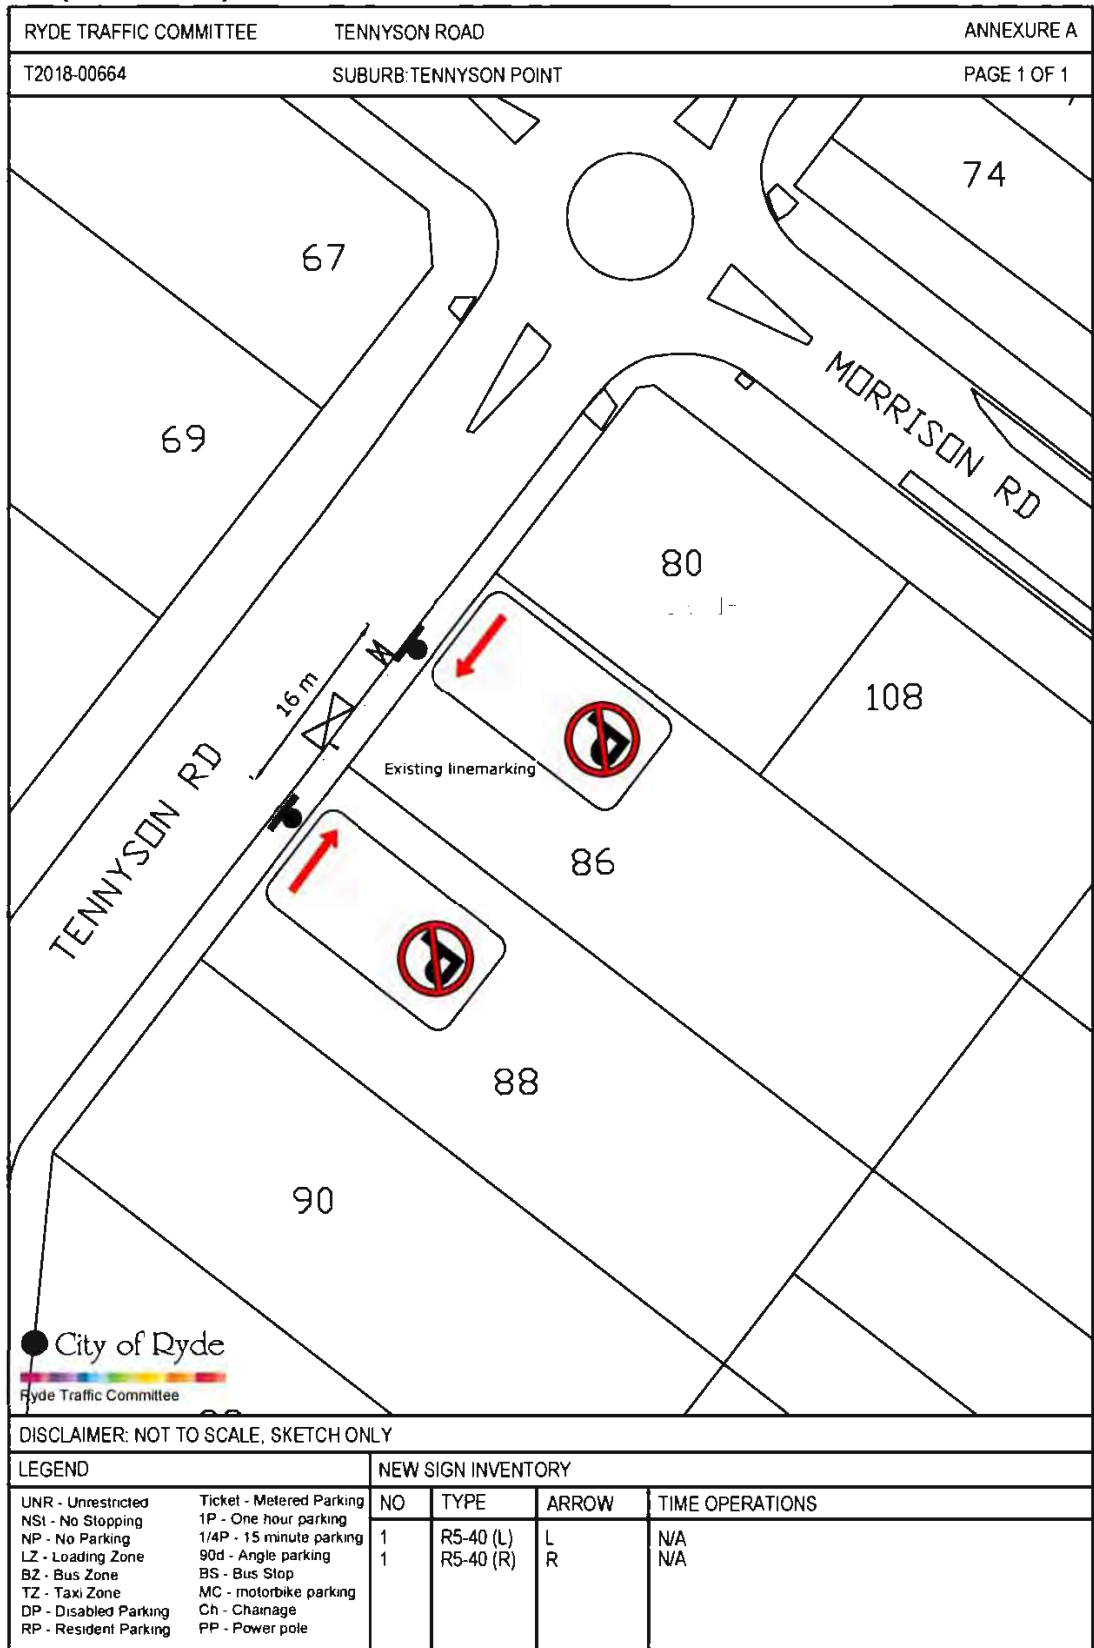 RYDE TRAFFIC COMMITTEE TENNYSON ROAD ANNEXURE A
T2018-00664 SUBURB:TENNYSON POINT PAGE 1 OF 1
74
67
69
MORRISON RD
80
108
16 m
Existing linemarking
TENNYSON RD
86
88
90
City of Ryde
Ryde Traffic Committee
DISCLAIMER: NOT TO SCALE, SKETCH ONLY
LEGEND
UNR - Unrestricted
NSt - No Stopping
NP - No Parking
LZ - Loading Zone
BZ - Bus Zone
TZ - Taxi Zone
DP - Disabled Parking
RP - Resident Parking
Ticket - Metered Parking
1P - One hour parking
1/4P - 15 minute parking
90d - Angle parking
BS - Bus Stop
MC - motorbike parking
Ch - Chainage
PP - Power pole
NEW SIGN INVENTORY
NO TYPE ARROW TIME OPERATIONS
1 R5-40 (L) L N/A
1 R5-40 (R) R N/A